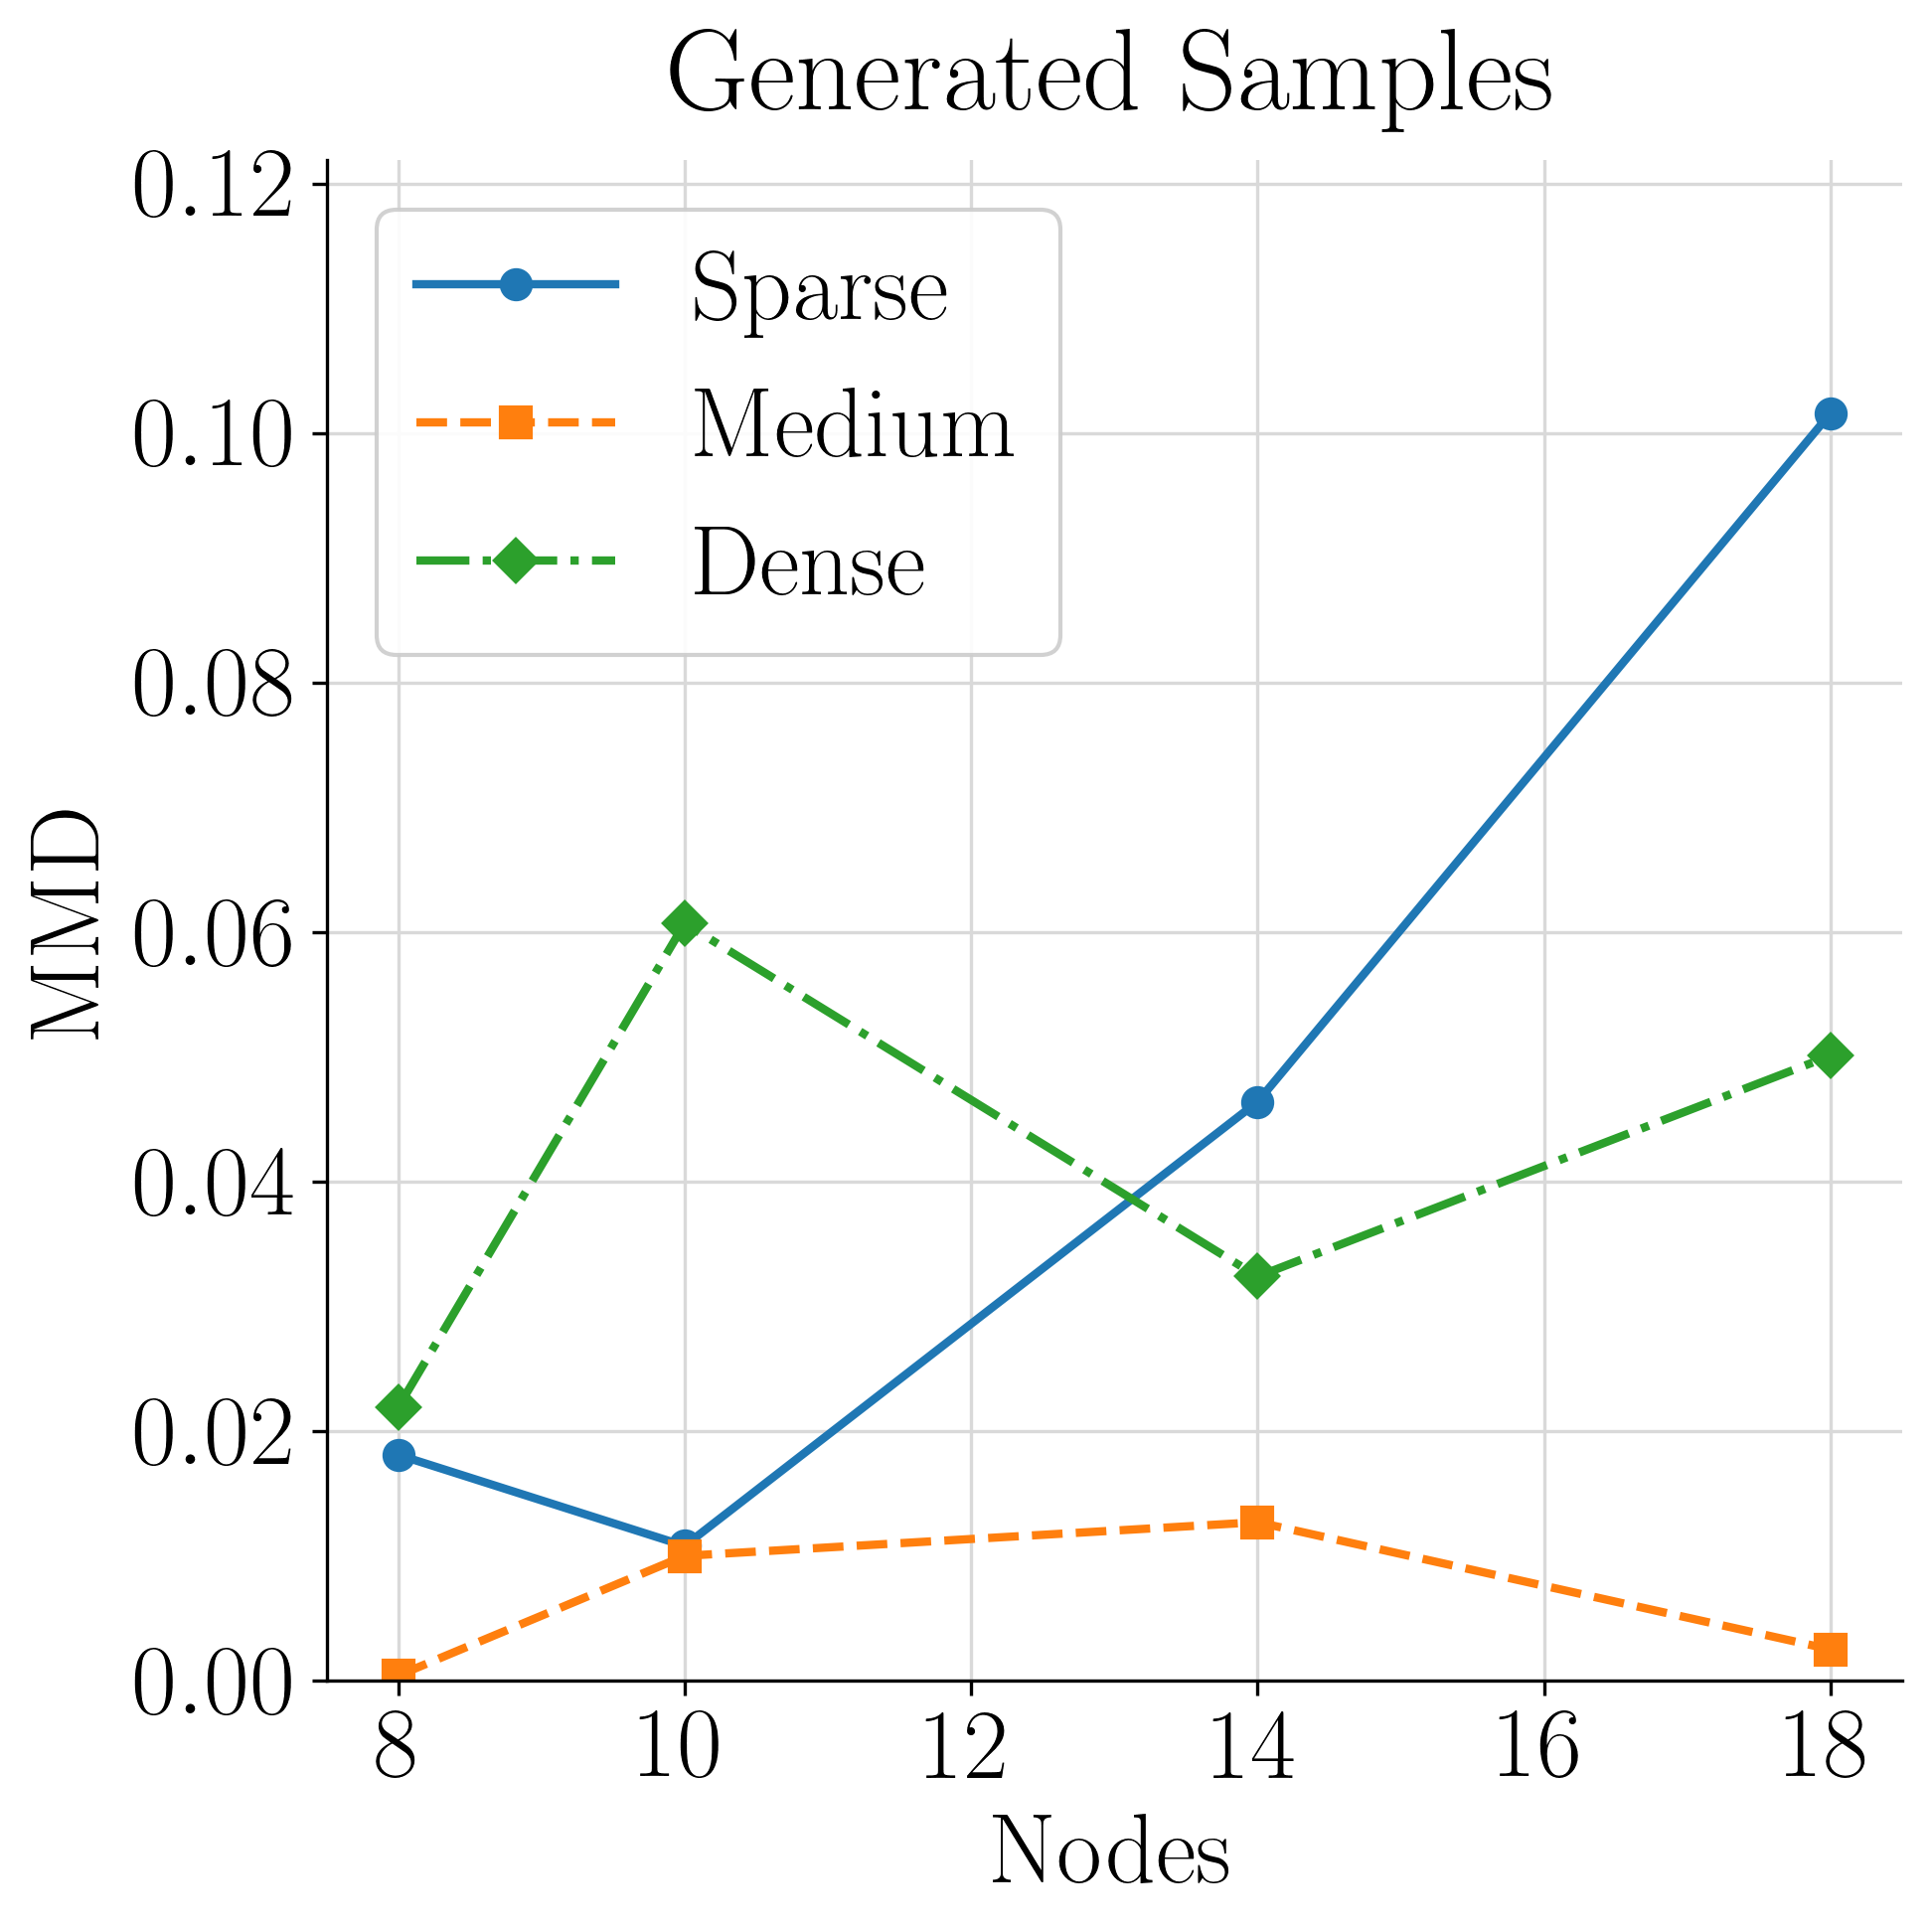 Generated Samples
0.12
0.10
0.08
0.06
0.04
0.02
0.00
MMD
Sparse
Medium
Dense
8 10 12 14 16 18
Nodes